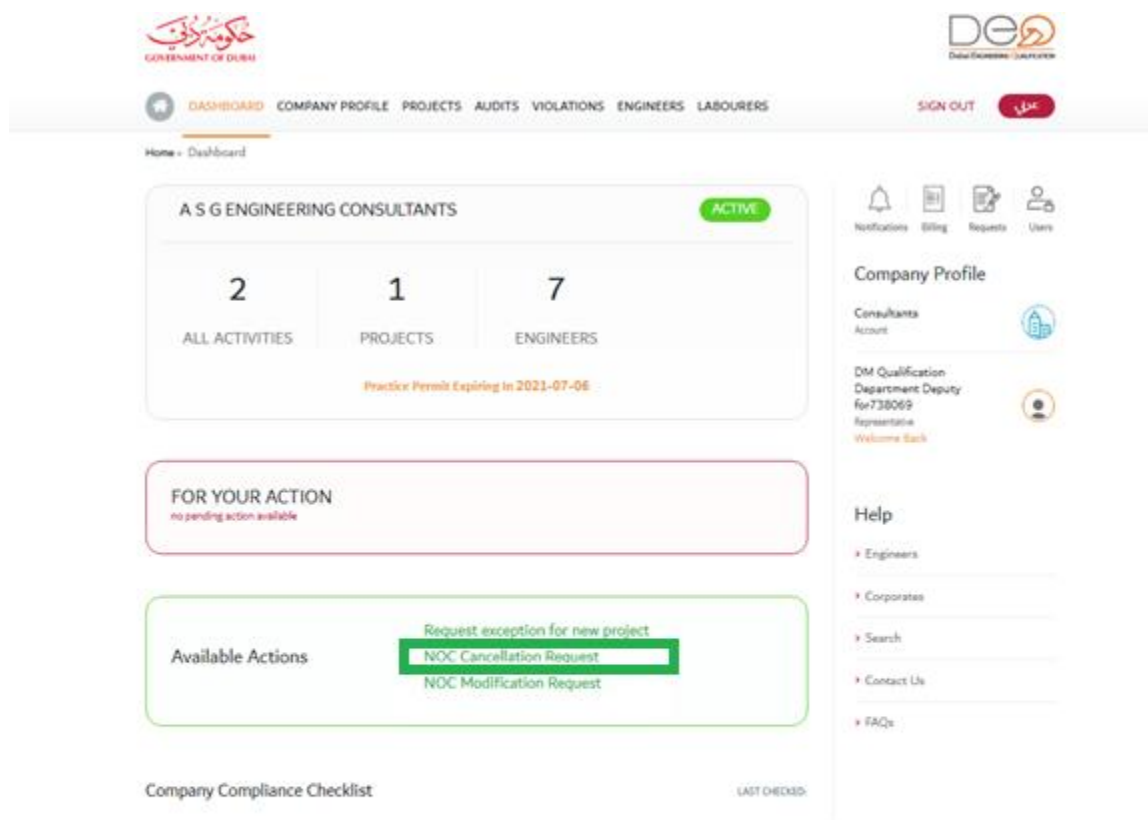 حكومة دبي
GOVERNMENT OF DUBAI
DEQ
Dubai Engineering Qualification
DASHBOARD COMPANY PROFILE PROJECTS AUDITS VIOLATIONS ENGINEERS LABOURERS
SIGN OUT
عربي
Home » Dashboard
A S G ENGINEERING CONSULTANTS
ACTIVE
2
ALL ACTIVITIES
1
PROJECTS
7
ENGINEERS
Practice Permit Expiring In 2021-07-06
FOR YOUR ACTION
no pending action available
Available Actions
Request exception for new project
NOC Cancellation Request
NOC Modification Request
Company Compliance Checklist
LAST CHECKED:
Notifications Billing Requests Users
Company Profile
Consultants
Account
DM Qualification
Department Deputy
for738069
Representative
Welcome Back
Help
Engineers
Corporates
Search
Contact Us
FAQs